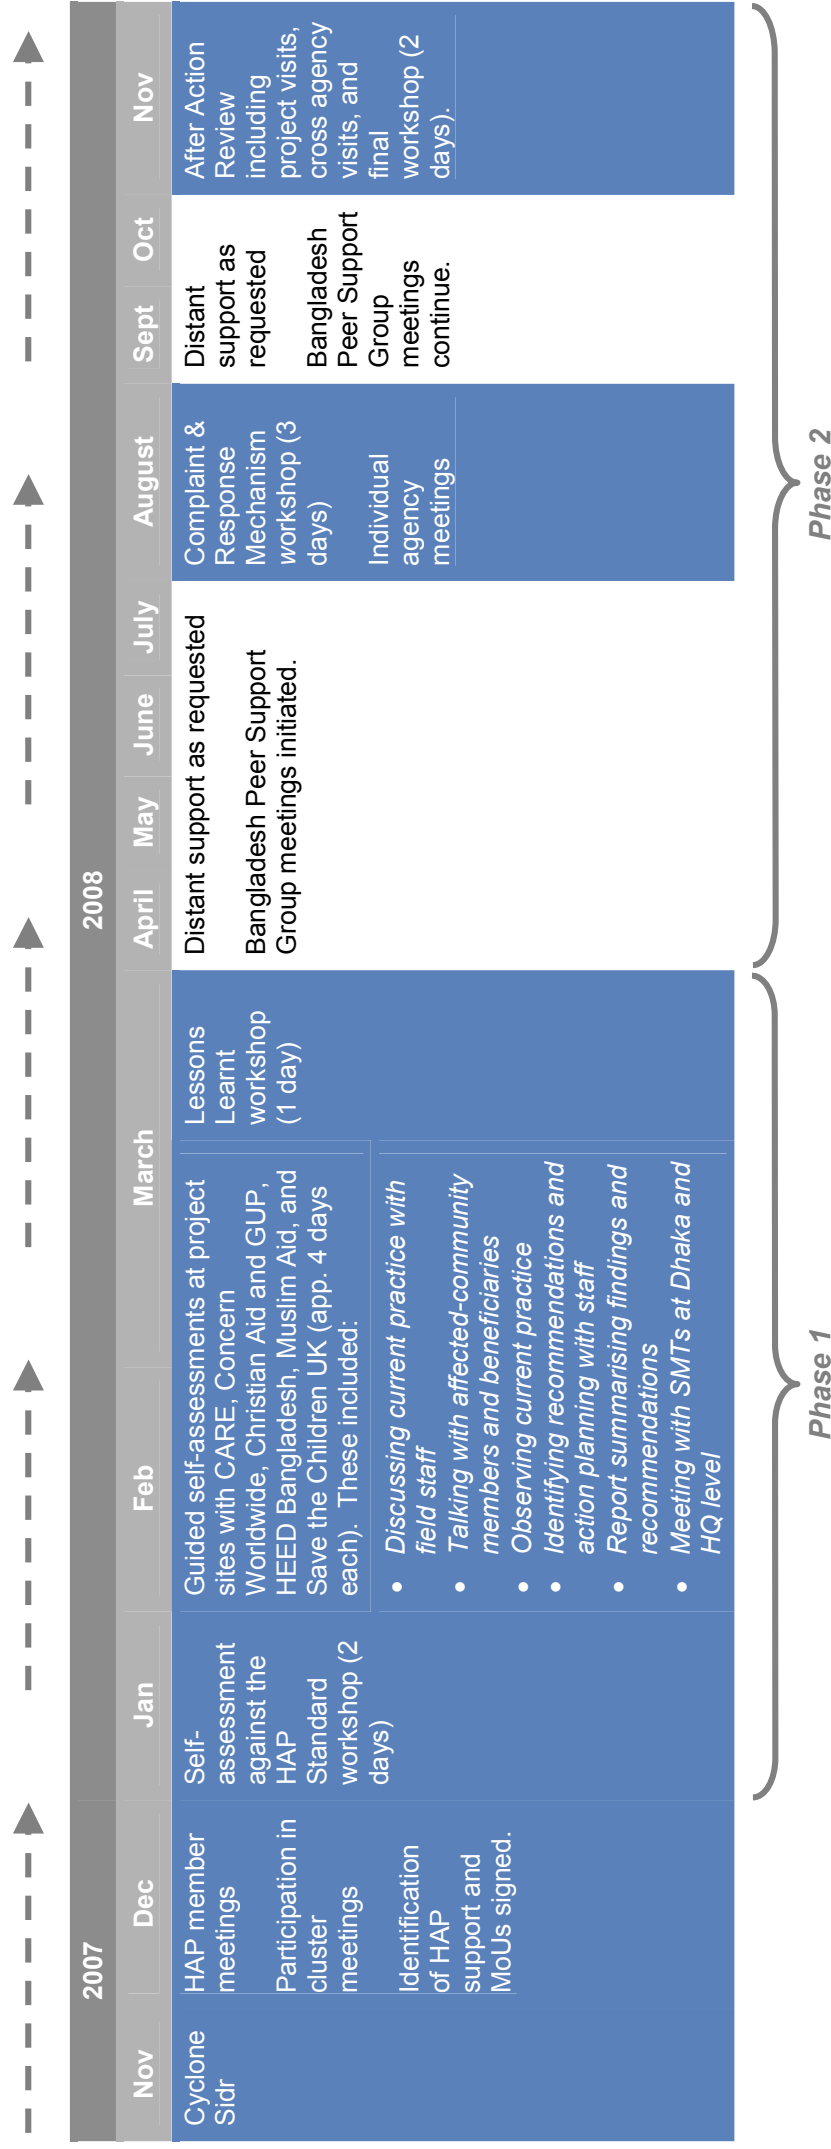 2007
2008
Nov
Dec
Jan
Feb
March
April
May
June
July
August
Sept
Oct
Nov
Cyclone
Sidr
HAP member
meetings
Participation in
cluster
meetings
Identification
of HAP
support and
MoUs signed.
Self-
assessment
against the
HAP
Standard
workshop (2
days)
Guided self-assessments at project
sites with CARE, Concern
Worldwide, Christian Aid and GUP,
HEED Bangladesh, Muslim Aid, and
Save the Children UK (app. 4 days
each).  These included:
• Discussing current practice with
field staff
• Talking with affected-community
members and beneficiaries
• Observing current practice
• Identifying recommendations and
action planning with staff
• Report summarising findings and
recommendations
• Meeting with SMTs at Dhaka and
HQ level
Lessons
Learnt
workshop
(1 day)
Distant support as requested
Bangladesh Peer Support
Group meetings initiated.
Complaint &
Response
Mechanism
workshop (3
days)
Individual
agency
meetings
Distant
support as
requested
Bangladesh
Peer Support
Group
meetings
continue.
After Action
Review
including
project visits,
cross agency
visits, and
final
workshop (2
days).
Phase 1
Phase 2